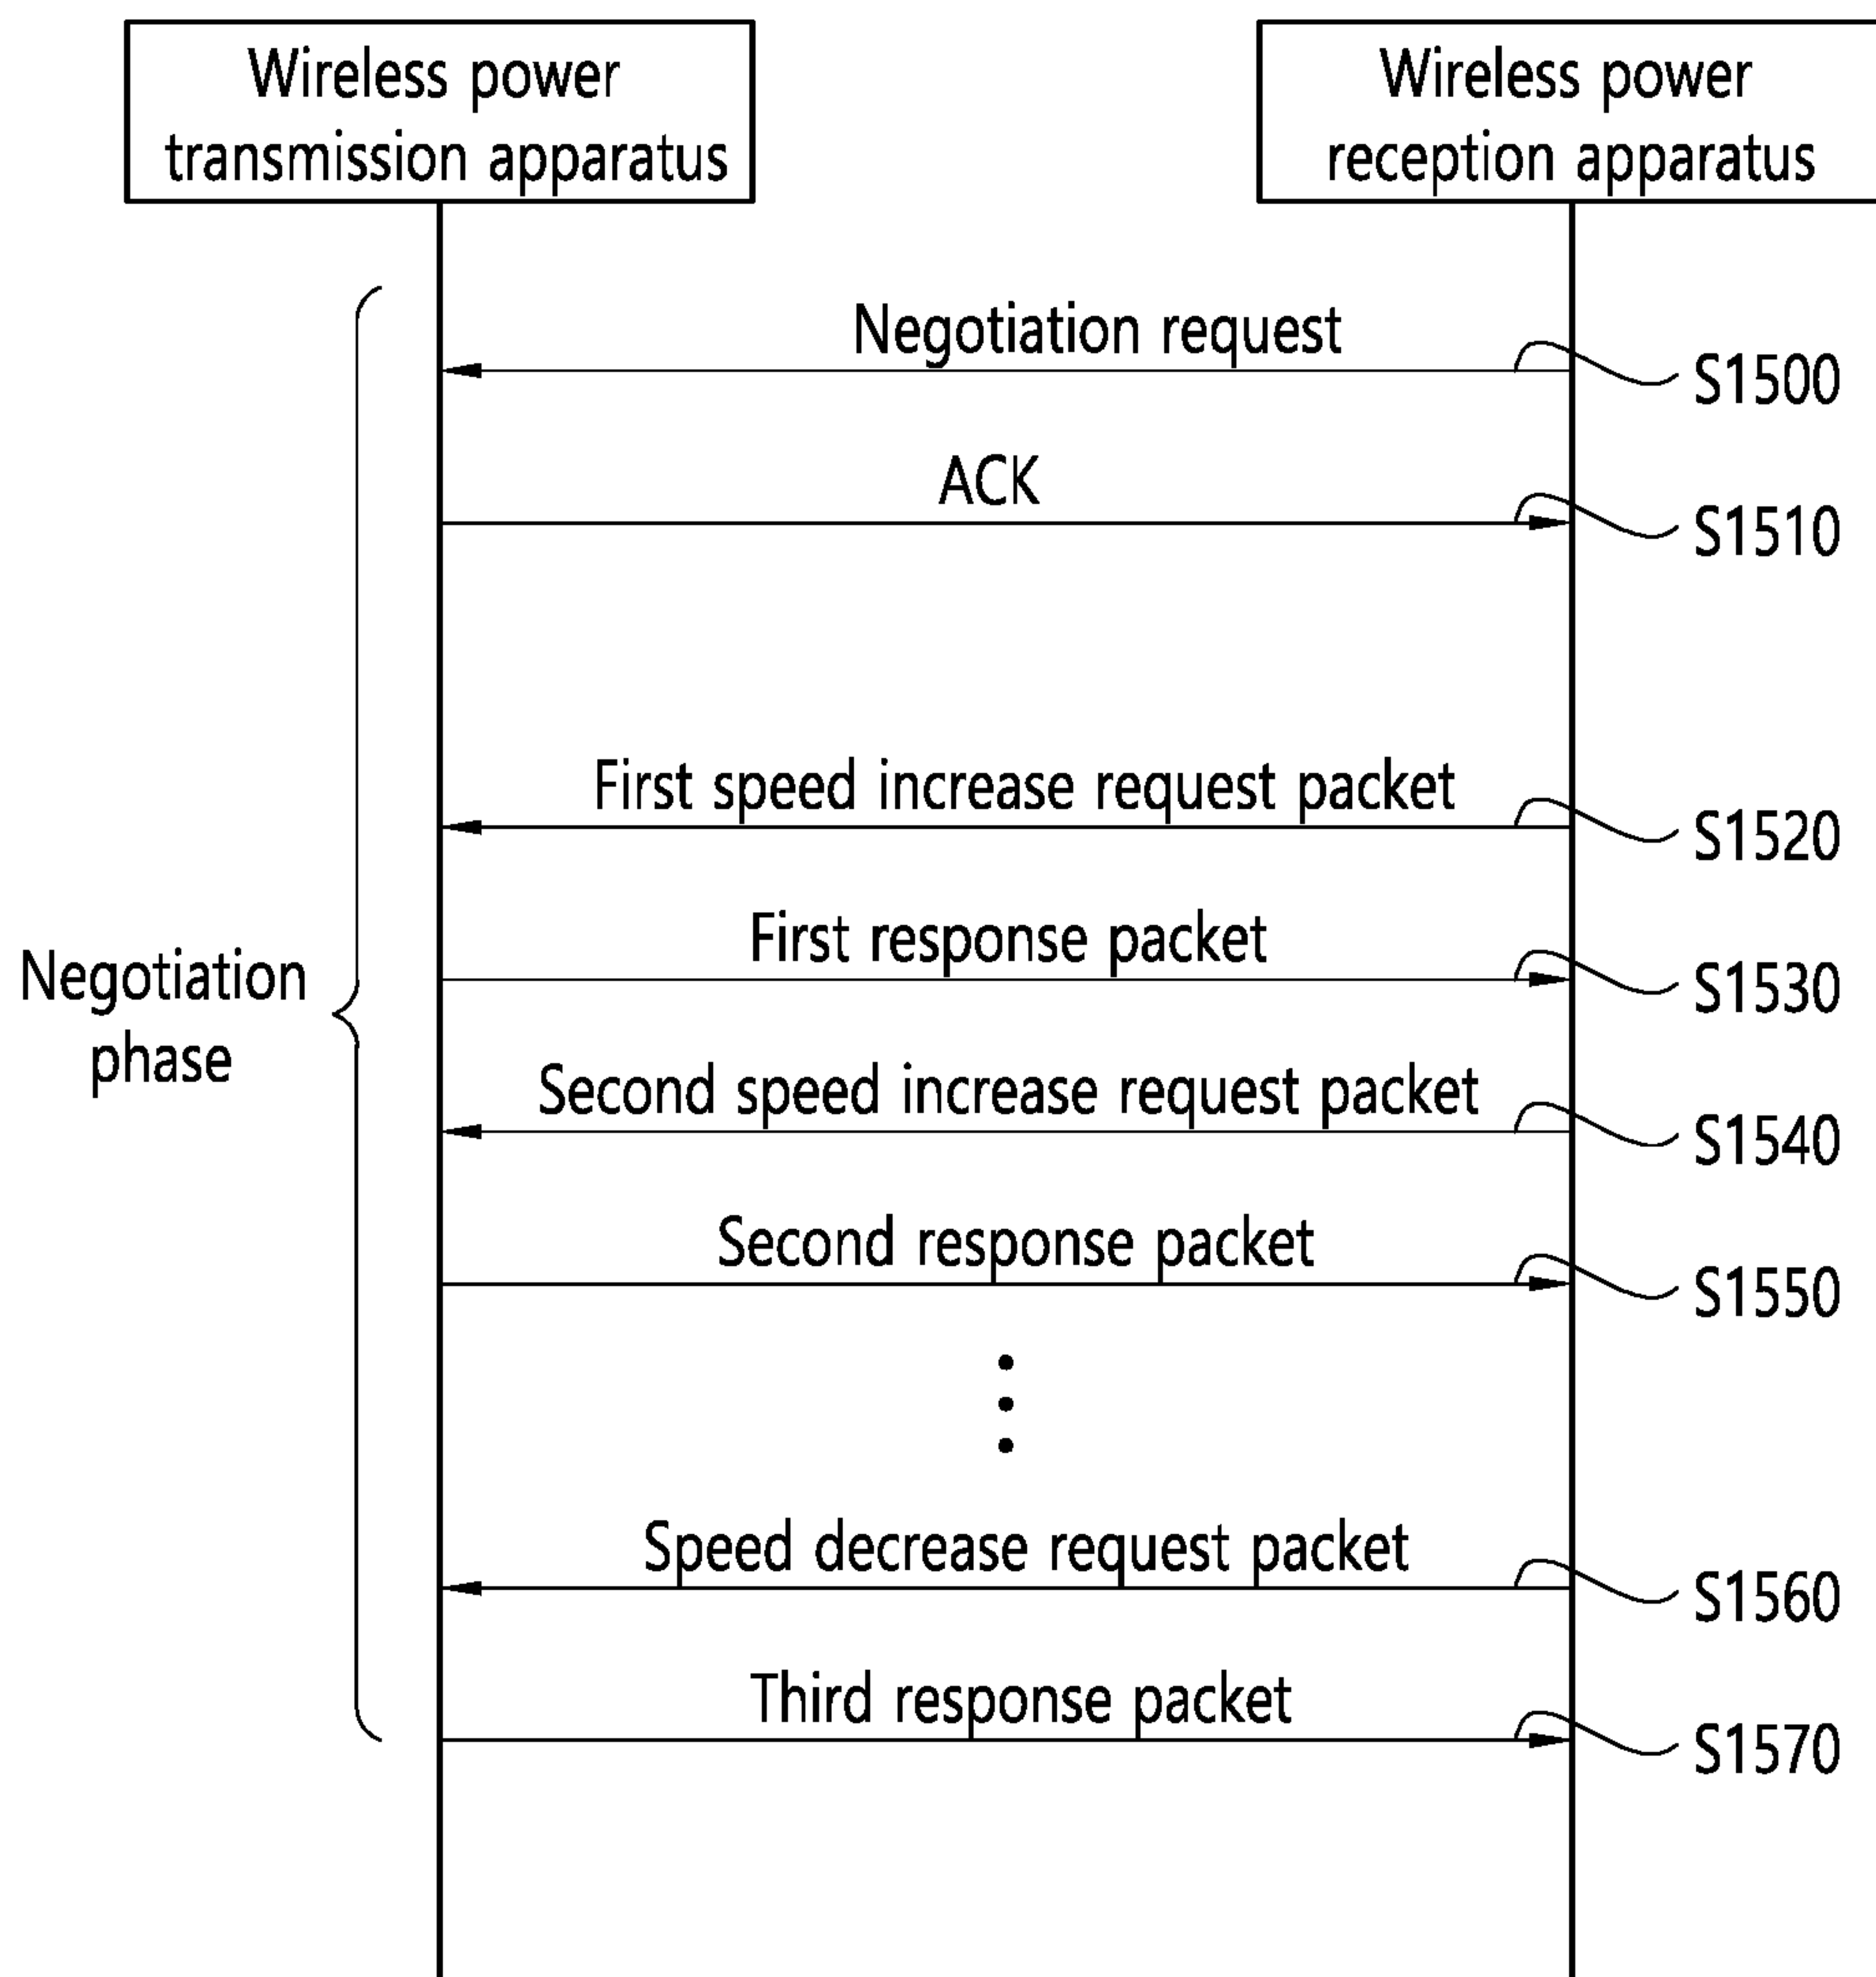 Wireless power
transmission apparatus
Wireless power
reception apparatus
Negotiation request
S1500
ACK
S1510
First speed increase request packet
S1520
First response packet
S1530
Negotiation
phase
Second speed increase request packet
S1540
Second response packet
S1550
Speed decrease request packet
S1560
Third response packet
S1570